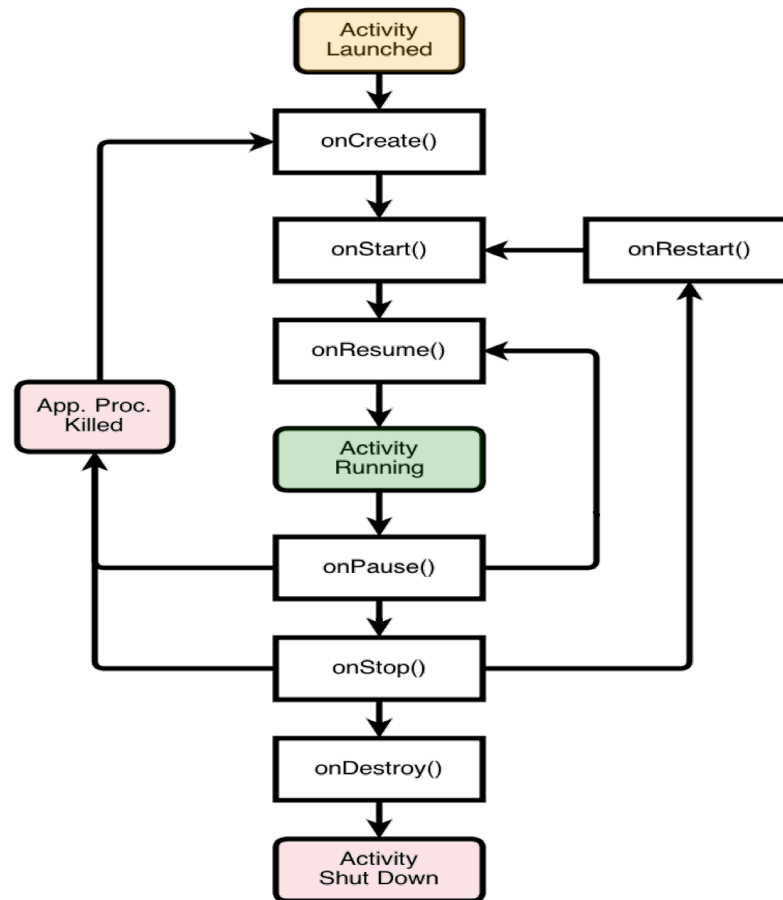 Activity
Launched
onCreate()
onStart()
onRestart()
onResume()
App. Proc.
Killed
Activity
Running
onPause()
onStop()
onDestroy()
Activity
Shut Down